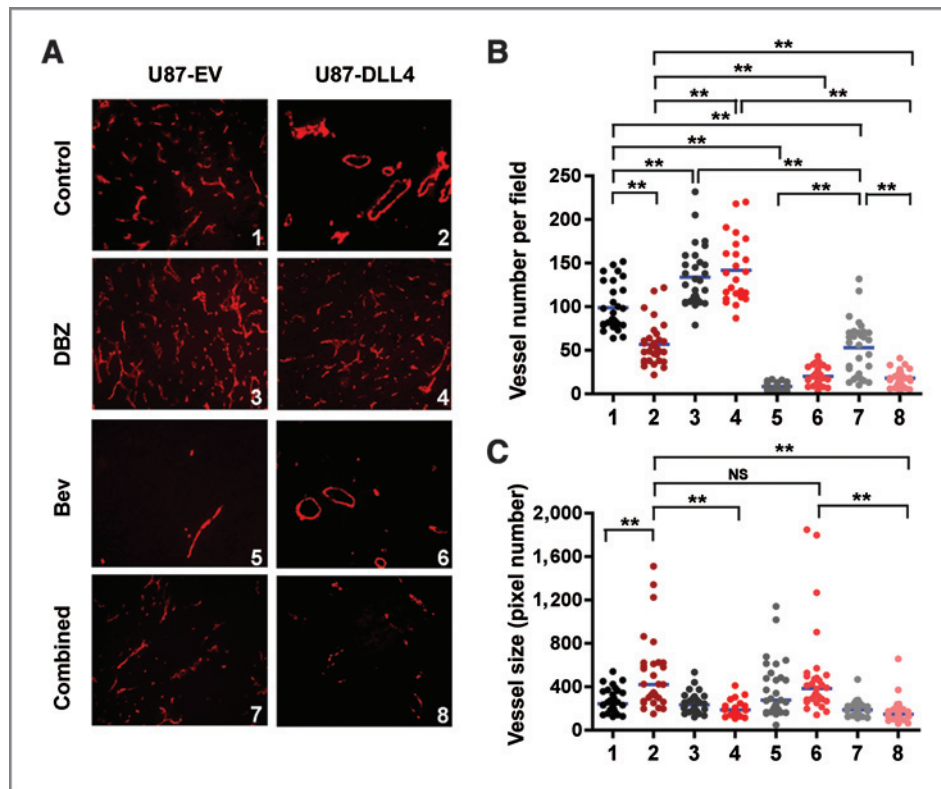 A
U87-EV
U87-DLL4
Control
1
2
DBZ
3
4
Bev
5
6
Combined
7
8
B
**
**
**
**
**
**
**
**
**
**
**
Vessel number per field
250
200
150
100
50
0
1 2 3 4 5 6 7 8
C
**
NS
**
**
**
Vessel size (pixel number)
2,000
1,600
1,200
800
400
0
1 2 3 4 5 6 7 8